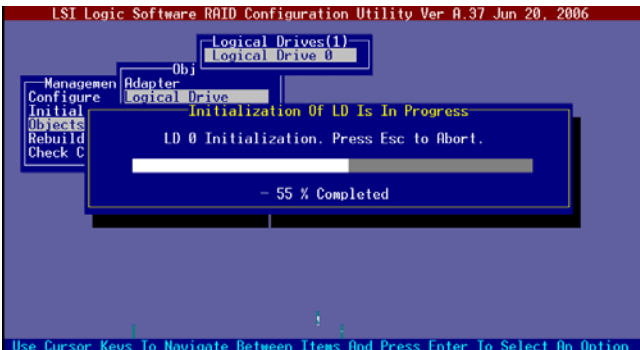 LSI Logic Software RAID Configuration Utility Ver A.37 Jun 20, 2006
Logical Drives(1)
Logical Drive 0
Obj
Managemen
Adapter
Configure
Logical Drive
Initial
Initialization Of LD Is In Progress
Objects
LD 0 Initialization. Press Esc to Abort.
Rebuild
Check C
- 55 % Completed
Use Cursor Keys To Navigate Between Items And Press Enter To Select An Option